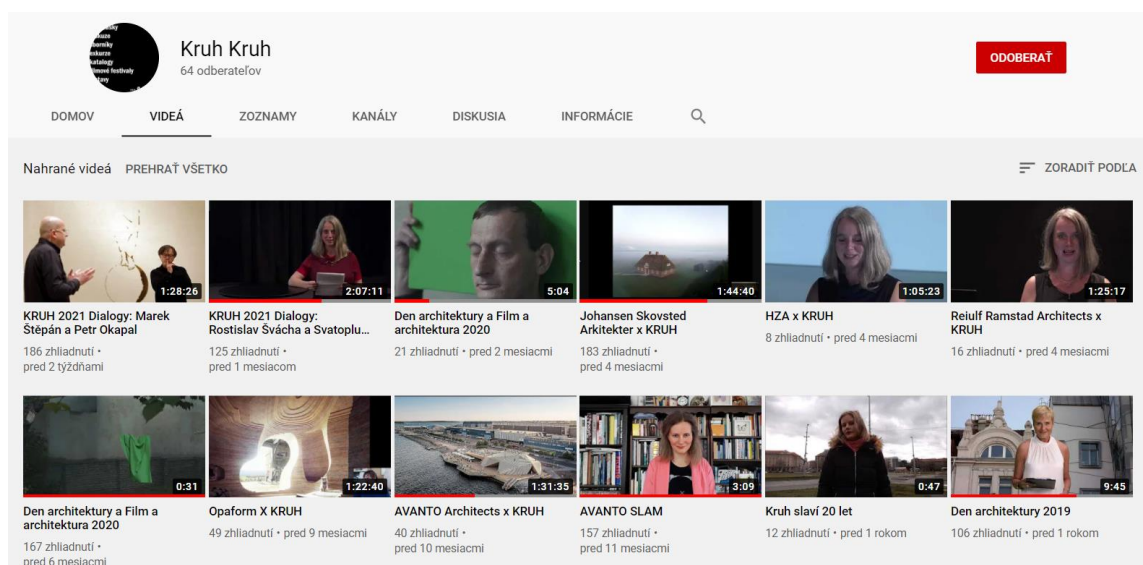 kuze
borníky
exkurze
katalogy
filmové festivaly
Kruh Kruh
64 odberateľov
ODOBERAŤ
DOMOV VIDEÁ ZOZNAMY KANÁLY DISKUSIA INFORMÁCIE
Nahrané videá PREHRAŤ VŠETKO ZORADIŤ PODĽA
1:28:26 2:07:11 5:04 1:44:40 1:05:23 1:25:17
KRUH 2021 Dialogy: Marek
Štěpán a Petr Okapal
186 zhliadnutí •
pred 2 týždňami
KRUH 2021 Dialogy:
Rostislav Švácha a Svatoplu...
125 zhliadnutí •
pred 1 mesiacom
Den architektury a Film a
architektura 2020
21 zhliadnutí • pred 2 mesiacmi
Johansen Skovsted
Arkitekter x KRUH
183 zhliadnutí •
pred 4 mesiacmi
HZA x KRUH
8 zhliadnutí • pred 4 mesiacmi
Reiulf Ramstad Architects x
KRUH
16 zhliadnutí • pred 4 mesiacmi
0:31 1:22:40 1:31:35 3:09 0:47 9:45
Den architektury a Film a
architektura 2020
167 zhliadnutí •
pred 6 mesiacmi
Opaform X KRUH
49 zhliadnutí • pred 9 mesiacmi
AVANTO Architects x KRUH
40 zhliadnutí •
pred 10 mesiacmi
AVANTO SLAM
157 zhliadnutí •
pred 11 mesiacmi
Kruh slaví 20 let
12 zhliadnutí • pred 1 rokom
Den architektury 2019
106 zhliadnutí • pred 1 rokom